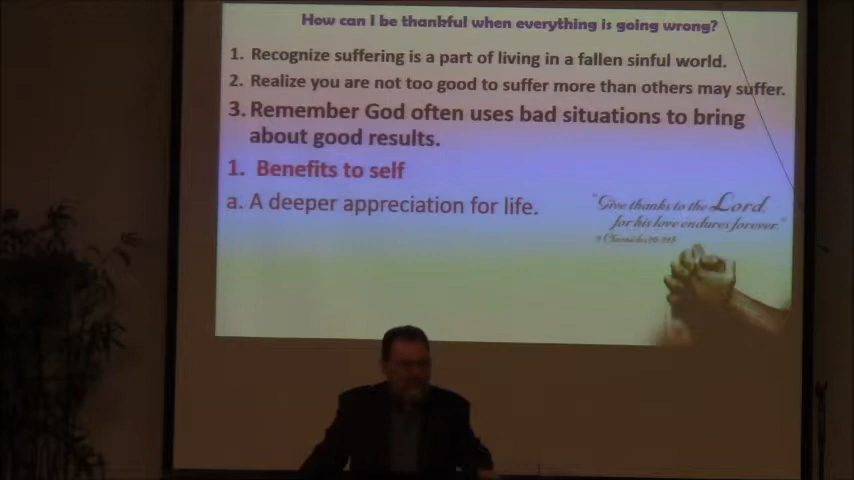 How can I be thankful when everything is going wrong?
1. Recognize suffering is a part of living in a fallen sinful world.
2. Realize you are not too good to suffer more than others may suffer.
3. Remember God often uses bad situations to bring
about good results.
1. Benefits to self
a. A deeper appreciation for life.
"Give thanks to the Lord,
for his love endures forever."